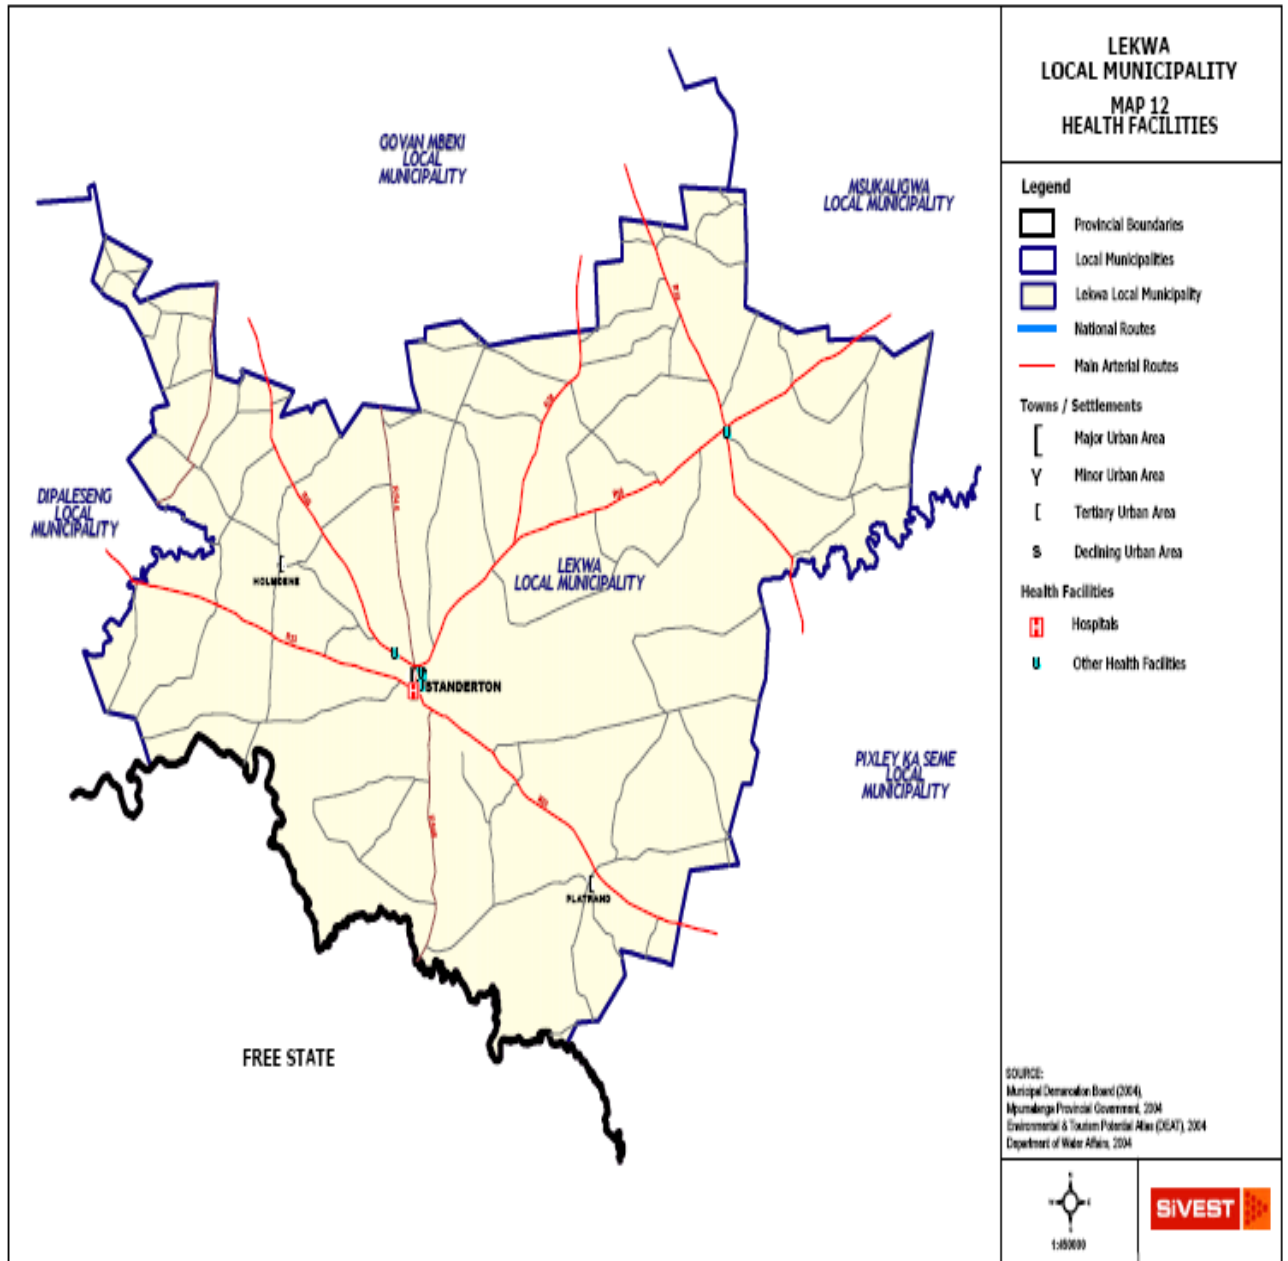 LEKWA
LOCAL MUNICIPALITY
MAP 12
HEALTH FACILITIES
Legend
Provincial Boundaries
Local Municipalities
Lekwa Local Municipality
National Routes
Main Arterial Routes
Towns / Settlements
Major Urban Area
Minor Urban Area
Tertiary Urban Area
Declining Urban Area
Health Facilities
H Hospitals
U Other Health Facilities
GOVAN MBEKI
LOCAL
MUNICIPALITY
MSUKALIGWA
LOCAL MUNICIPALITY
DIPALESENG
LOCAL
MUNICIPALITY
LEKWA
LOCAL MUNICIPALITY
STANDERTON
PIXLEY KA SEME
LOCAL
MUNICIPALITY
PLATRAND
FREE STATE
SOURCE:
Municipal Demarcation Board (2004),
Mpumalanga Provincial Government, 2004
Environmental & Tourism Potential Atlas (DEAT), 2004
Department of Water Affairs, 2004
SiVEST